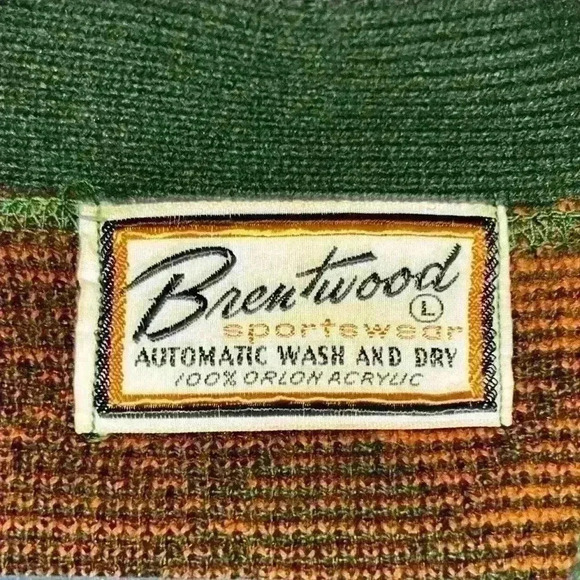 Brentwood
L
sportswear
AUTOMATIC WASH AND DRY
100% ORLON ACRYLIC